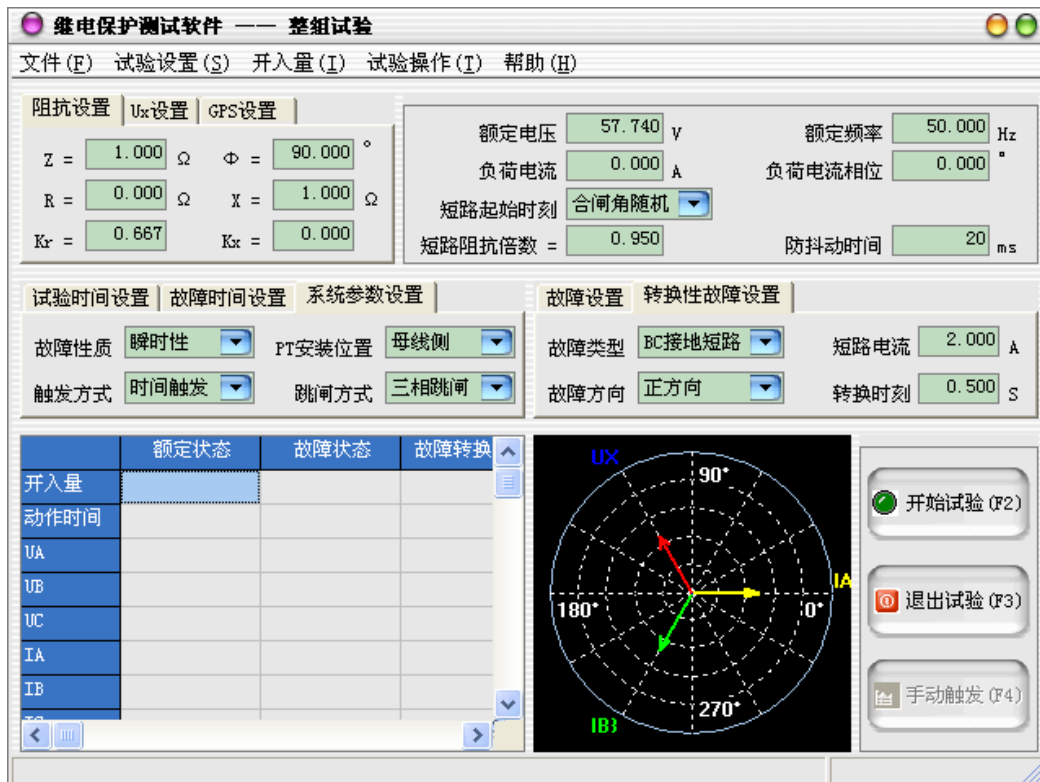 继电保护测试软件 —— 整组试验
文件(F) 试验设置(S) 开入量(I) 试验操作(T) 帮助(H)
阻抗设置 Ux设置 GPS设置
Z = 1.000 Ω Φ = 90.000 °
R = 0.000 Ω X = 1.000 Ω
Kr = 0.667 Kx = 0.000
额定电压 57.740 V 额定频率 50.000 Hz
负荷电流 0.000 A 负荷电流相位 0.000 °
短路起始时刻 合闸角随机
短路阻抗倍数 = 0.950 防抖动时间 20 ms
试验时间设置 故障时间设置 系统参数设置
故障性质 瞬时性 PT安装位置 母线侧
触发方式 时间触发 跳闸方式 三相跳闸
故障设置 转换性故障设置
故障类型 BC接地短路 短路电流 2.000 A
故障方向 正方向 转换时刻 0.500 S
额定状态 故障状态 故障转换
开入量
动作时间
UA
UB
UC
IA
IB
UX
90°
IA
180°
0°
270°
IB}
开始试验(F2)
退出试验(F3)
手动触发(F4)